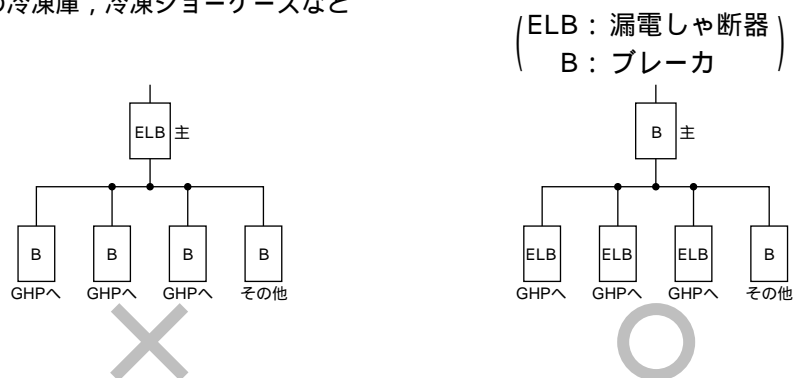 冷凍庫，冷凍ショーケースなど
ELB：漏電しゃ断器
B：ブレーカ
ELB 主
B B B B
GHPへ GHPへ GHPへ その他
B 主
ELB ELB ELB B
GHPへ GHPへ GHPへ その他